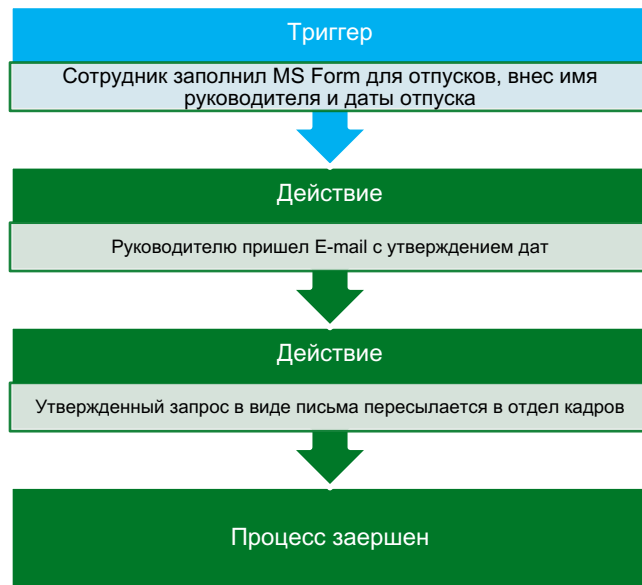 Триггер
Сотрудник заполнил MS Form для отпусков, внес имя
руководителя и даты отпуска
Действие
Руководителю пришел E-mail с утверждением дат
Действие
Утвержденный запрос в виде письма пересылается в отдел кадров
Процесс заершен